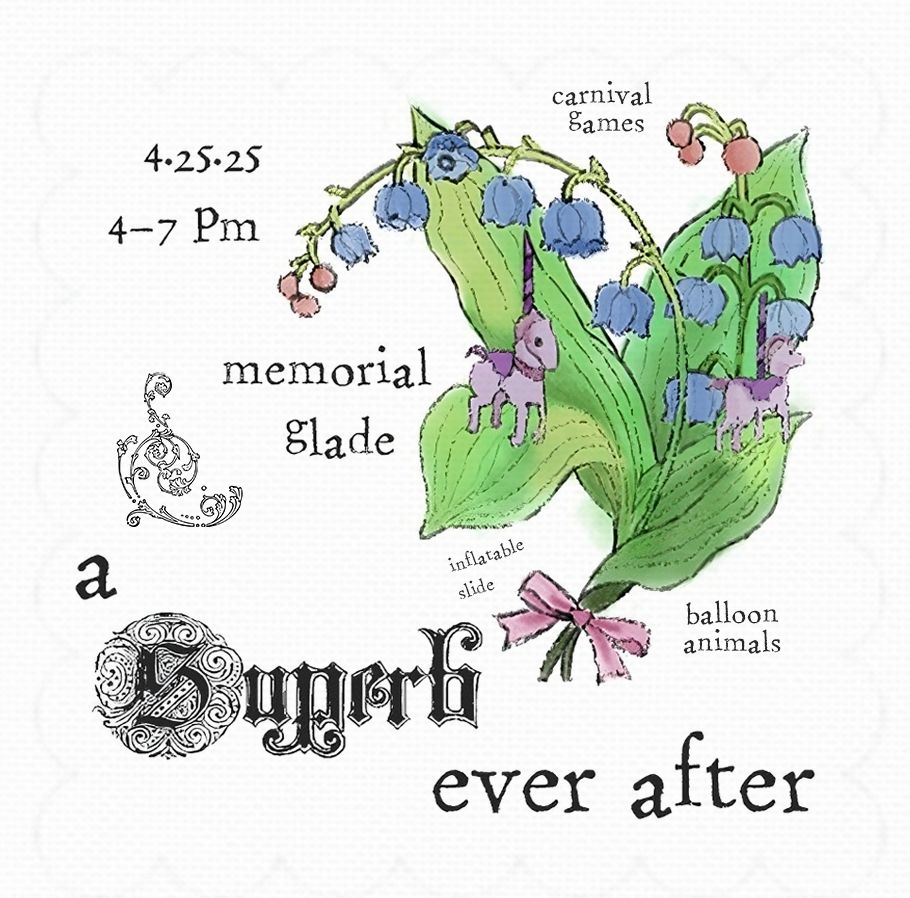 carnival
games
4.25.25
4–7 Pm
memorial
glade
inflatable
slide
balloon
animals
a
Superb
ever after